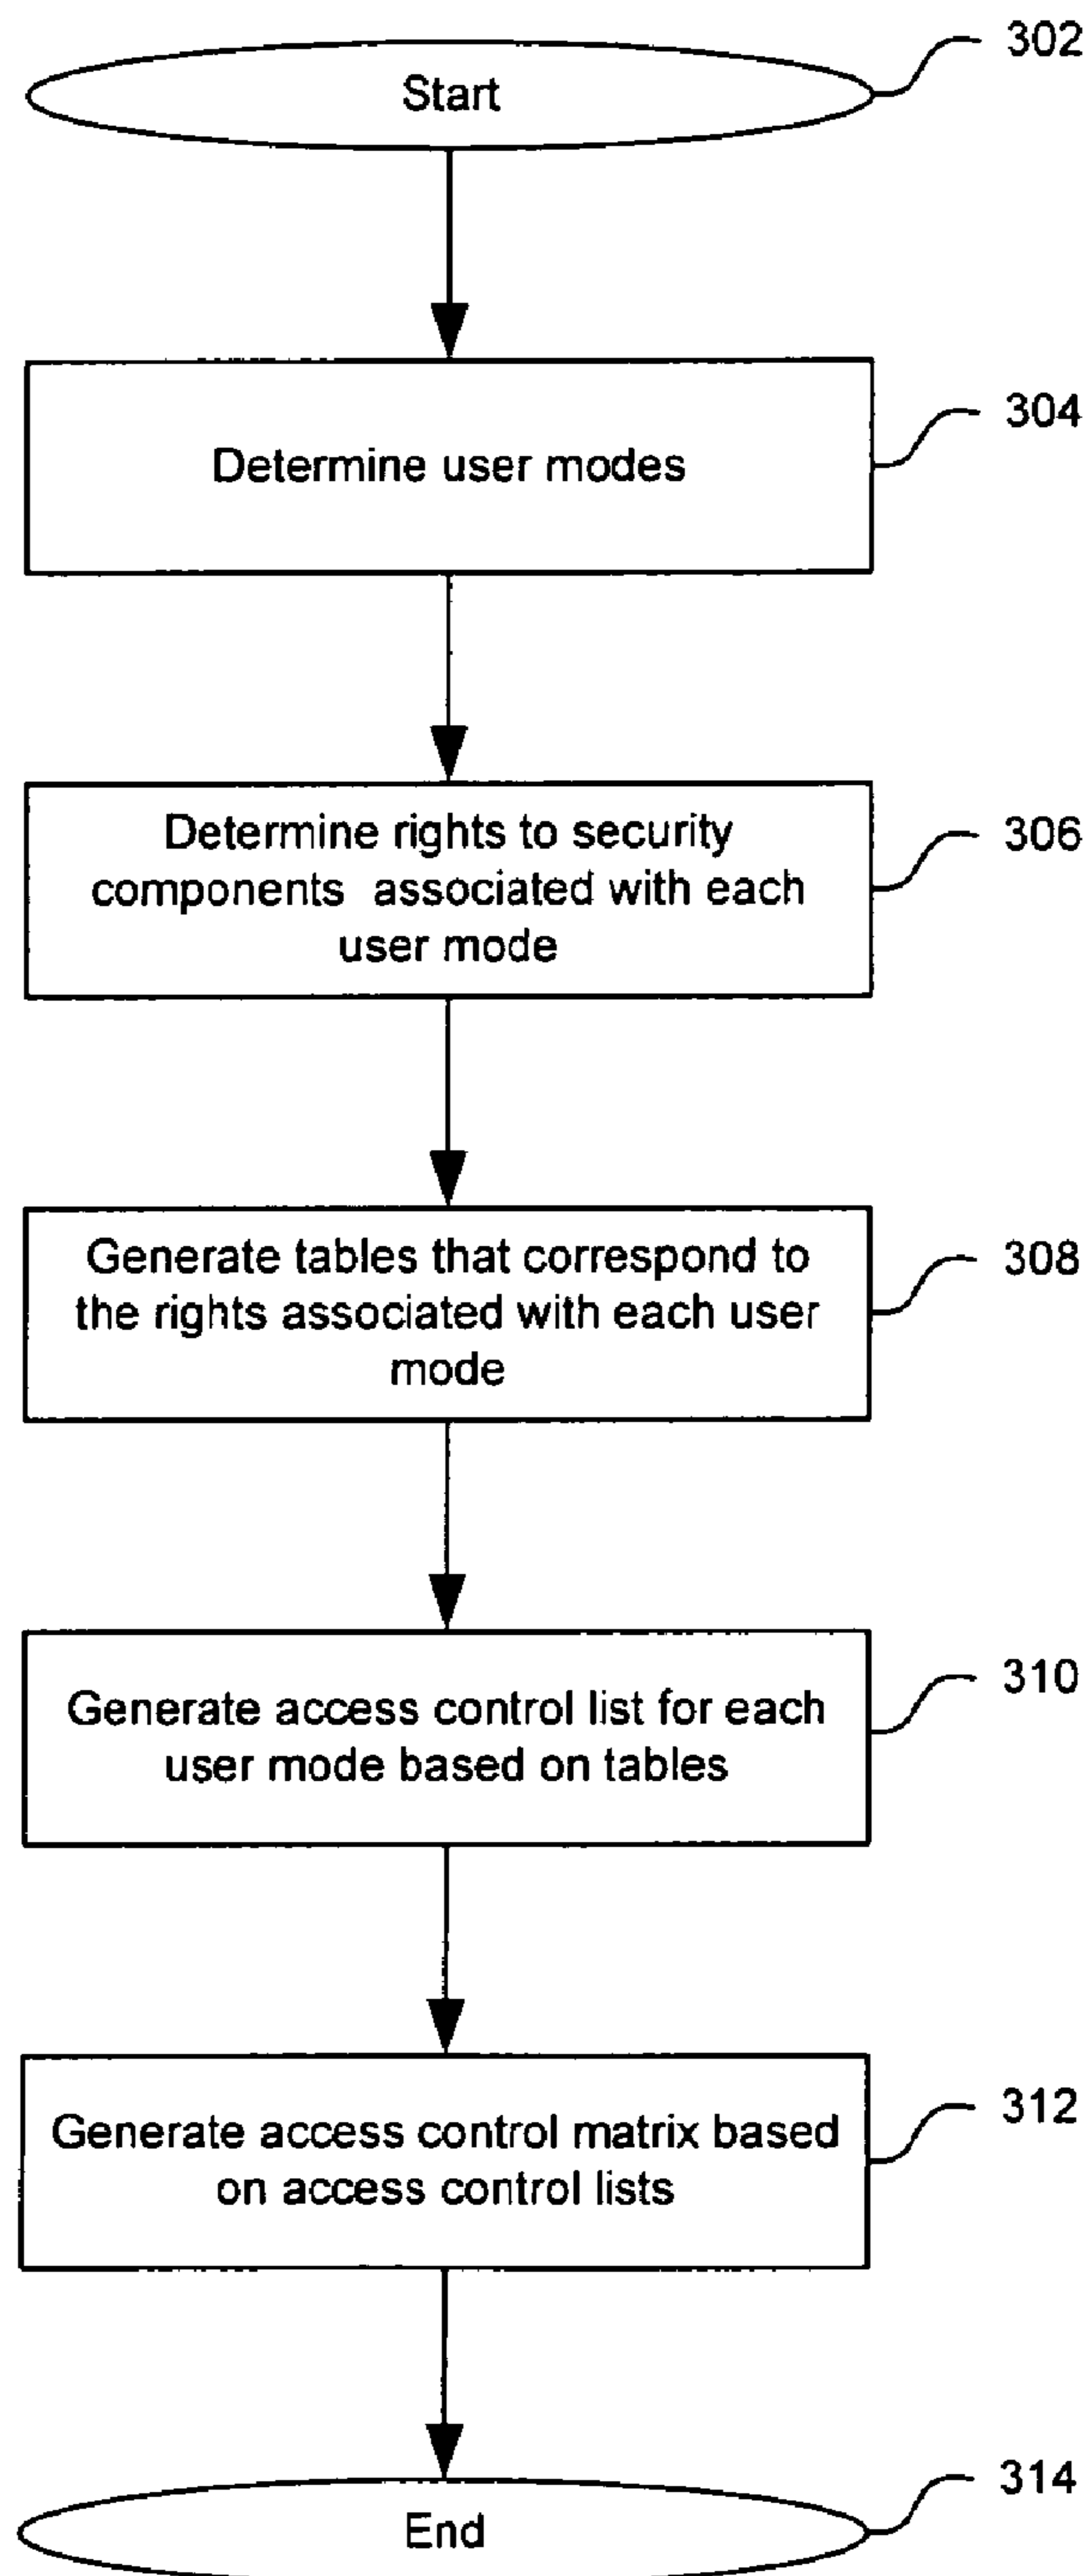 Start
302
Determine user modes
304
Determine rights to security
components associated with each
user mode
306
Generate tables that correspond to
the rights associated with each user
mode
308
Generate access control list for each
user mode based on tables
310
Generate access control matrix based
on access control lists
312
End
314